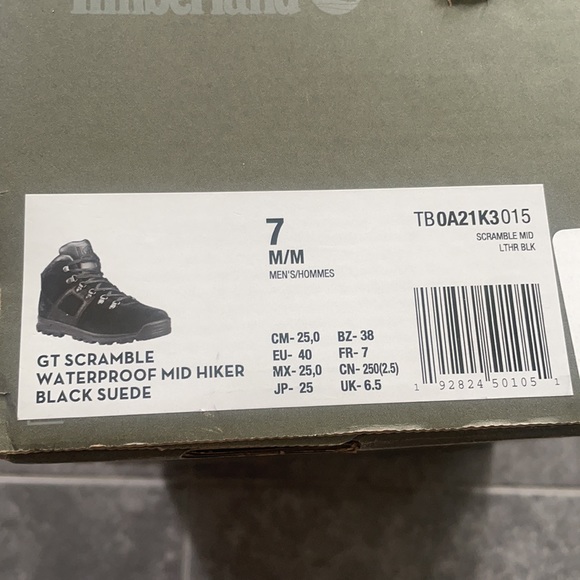 Timberland
7
M/M
MEN'S/HOMMES
TB0A21K3015
SCRAMBLE MID
LTHR BLK
GT SCRAMBLE
WATERPROOF MID HIKER
BLACK SUEDE
CM- 25,0 BZ- 38
EU- 40 FR- 7
MX- 25,0 CN- 250(2.5)
JP- 25 UK- 6.5
1 92824 50105 1